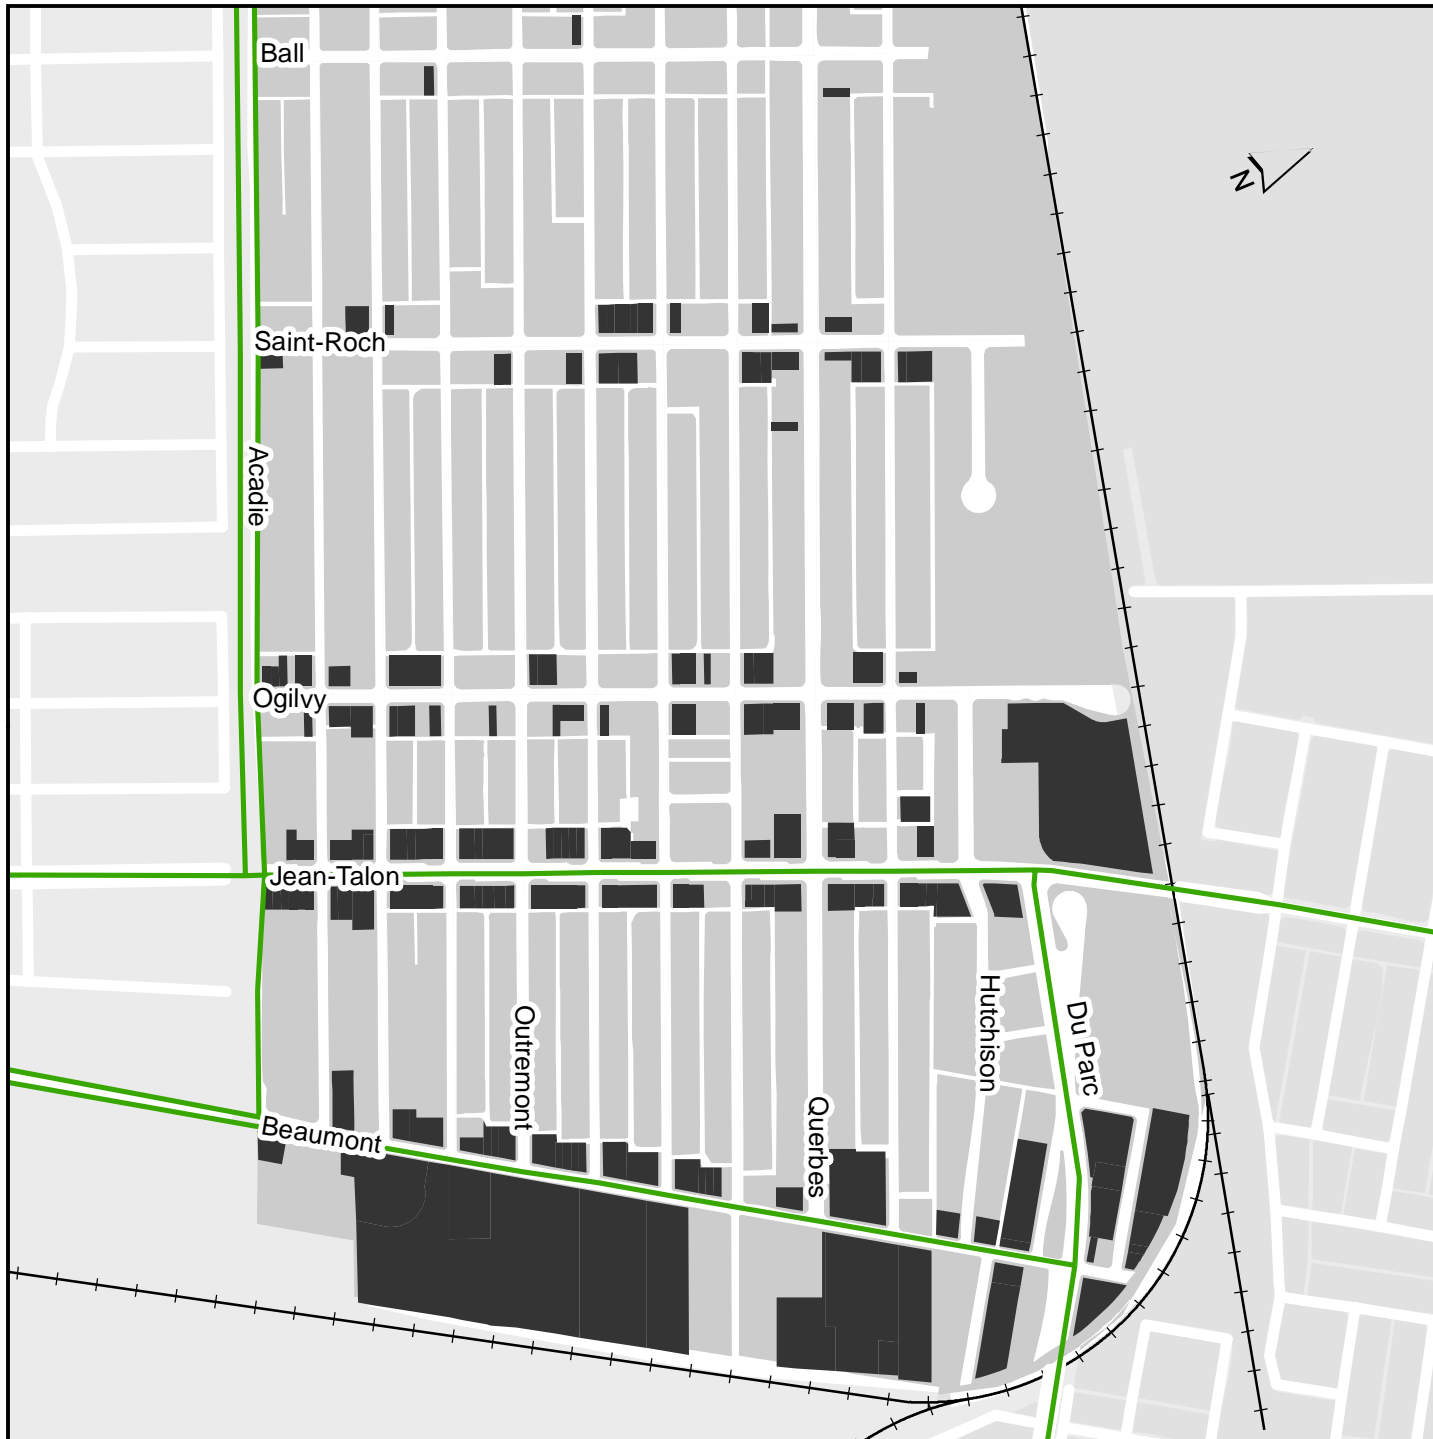 Ball
N
Saint-Roch
Acadie
Ogilvy
Jean-Talon
Hutchison
Du Parc
Outremont
Querbes
Beaumont